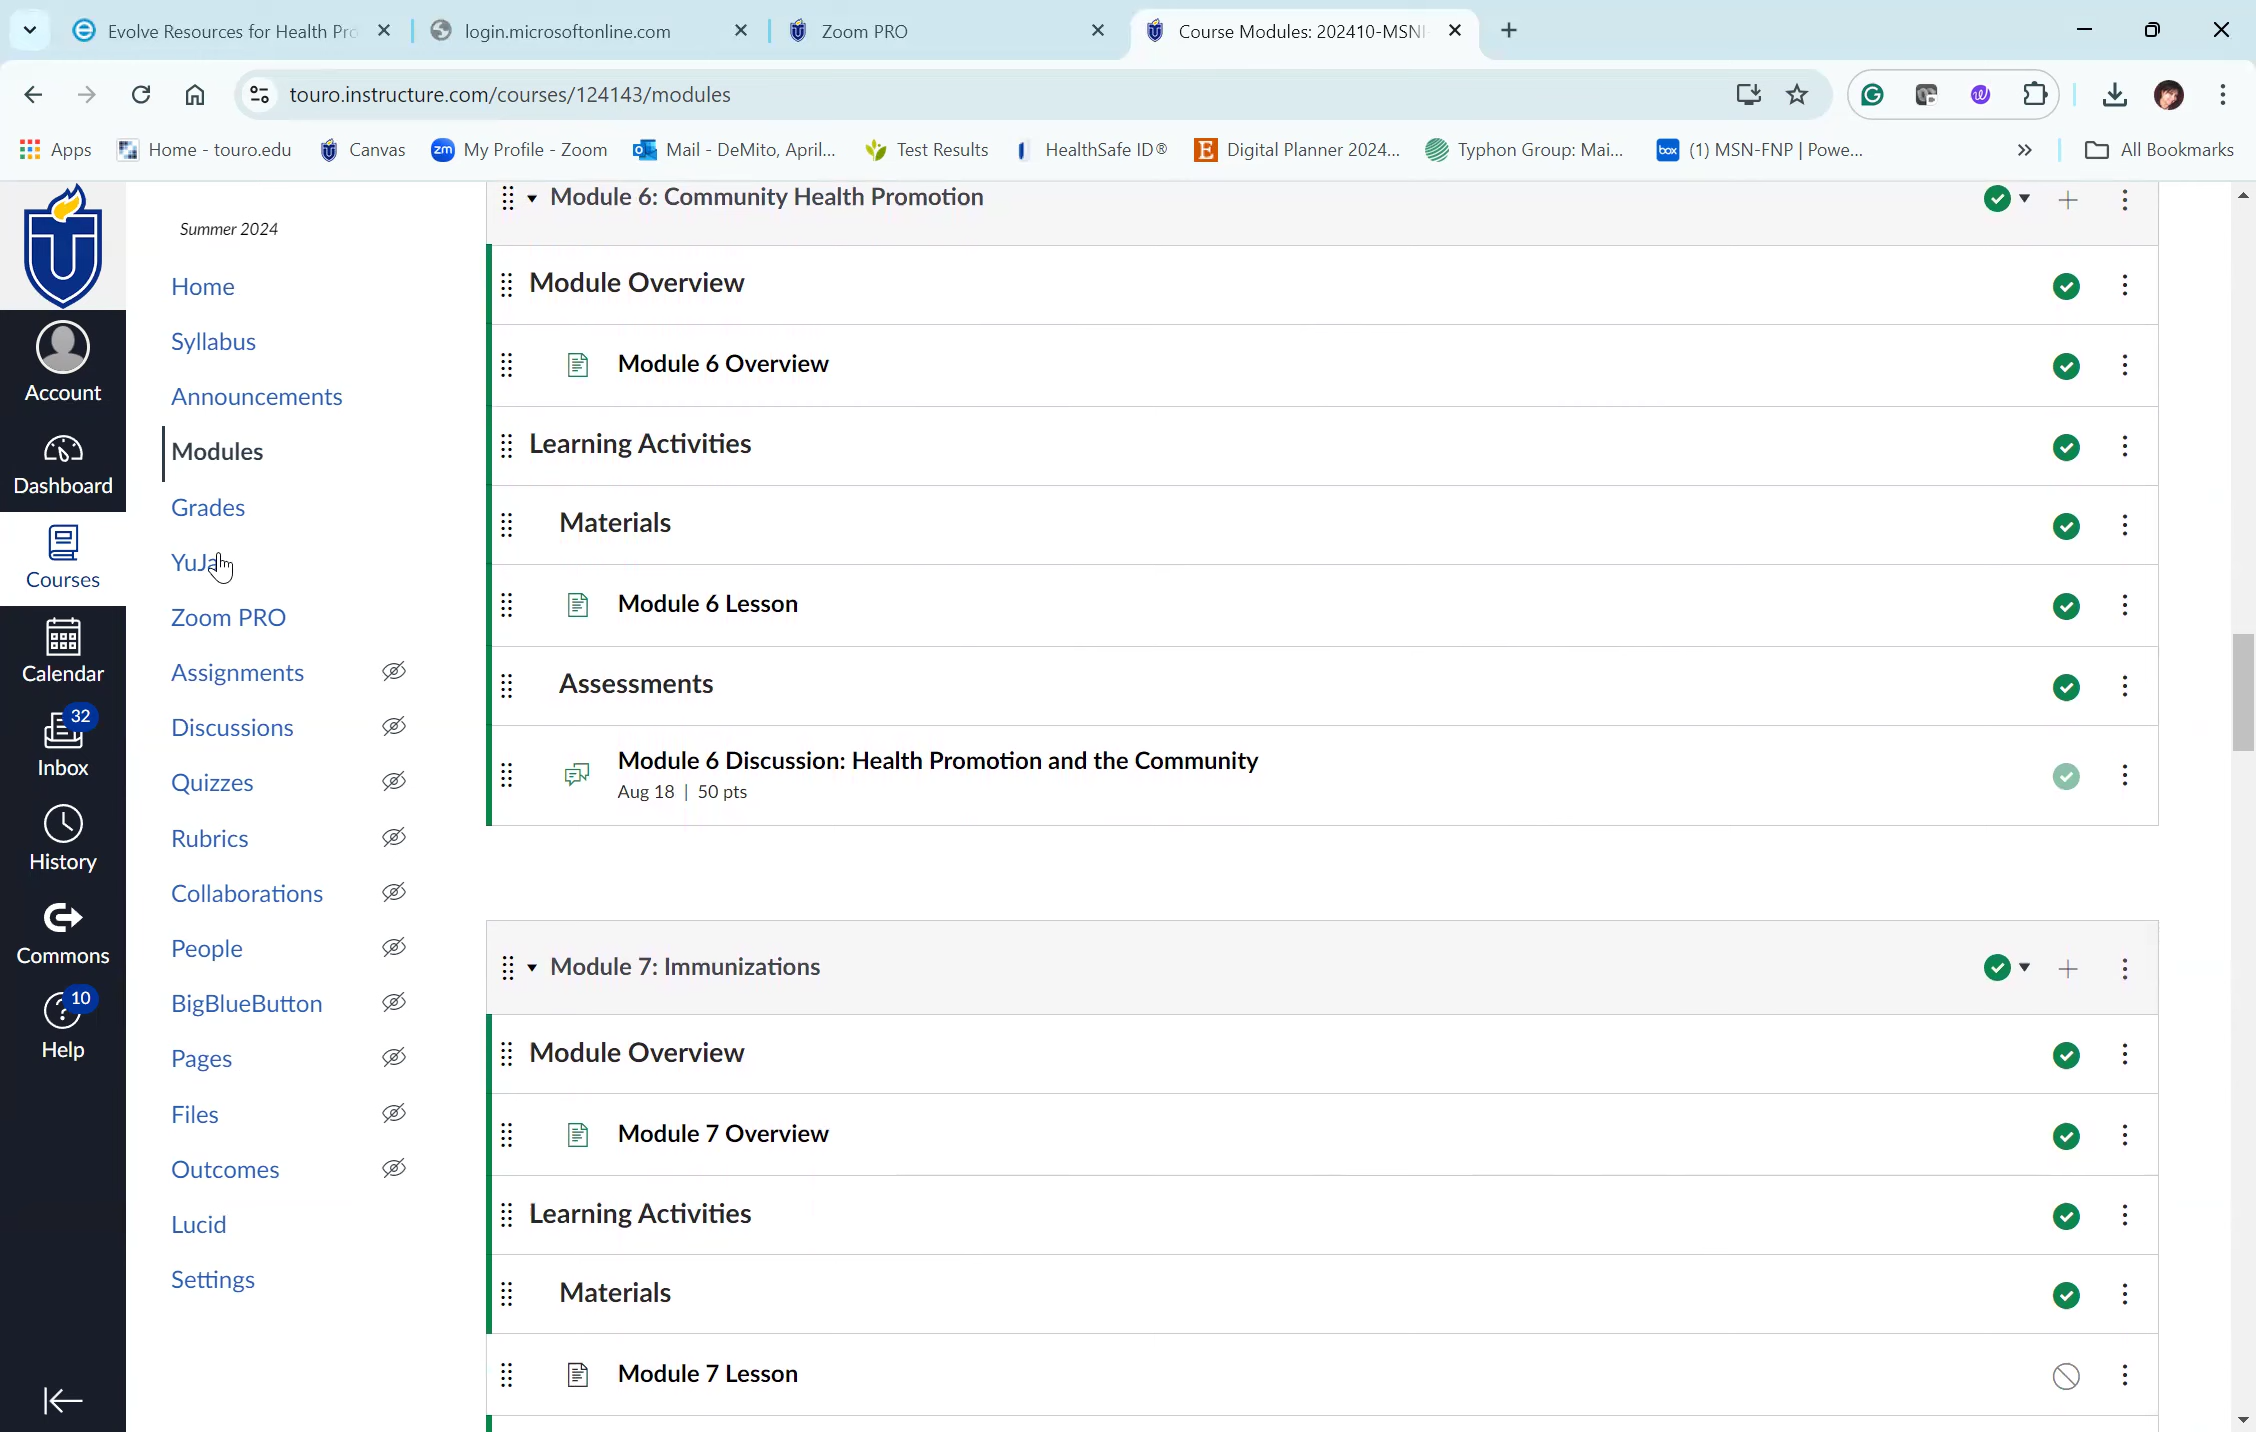 Evolve Resources for Health Pro
login.microsoftonline.com
Zoom PRO
Course Modules: 202410-MSN
touro.instructure.com/courses/124143/modules
Apps
Home - touro.edu
Canvas
zm My Profile - Zoom
Mail - DeMito, April...
Test Results
HealthSafe ID®
Digital Planner 2024...
Typhon Group: Mai...
box (1) MSN-FNP | Powe...
All Bookmarks
Account
Dashboard
Courses
Calendar
32
Inbox
History
Commons
10
Help
Summer 2024
Home
Syllabus
Announcements
Modules
Grades
YuJa
Zoom PRO
Assignments
Discussions
Quizzes
Rubrics
Collaborations
People
BigBlueButton
Pages
Files
Outcomes
Lucid
Settings
Module 6: Community Health Promotion
Module Overview
Module 6 Overview
Learning Activities
Materials
Module 6 Lesson
Assessments
Module 6 Discussion: Health Promotion and the Community
Aug 18 | 50 pts
Module 7: Immunizations
Module Overview
Module 7 Overview
Learning Activities
Materials
Module 7 Lesson